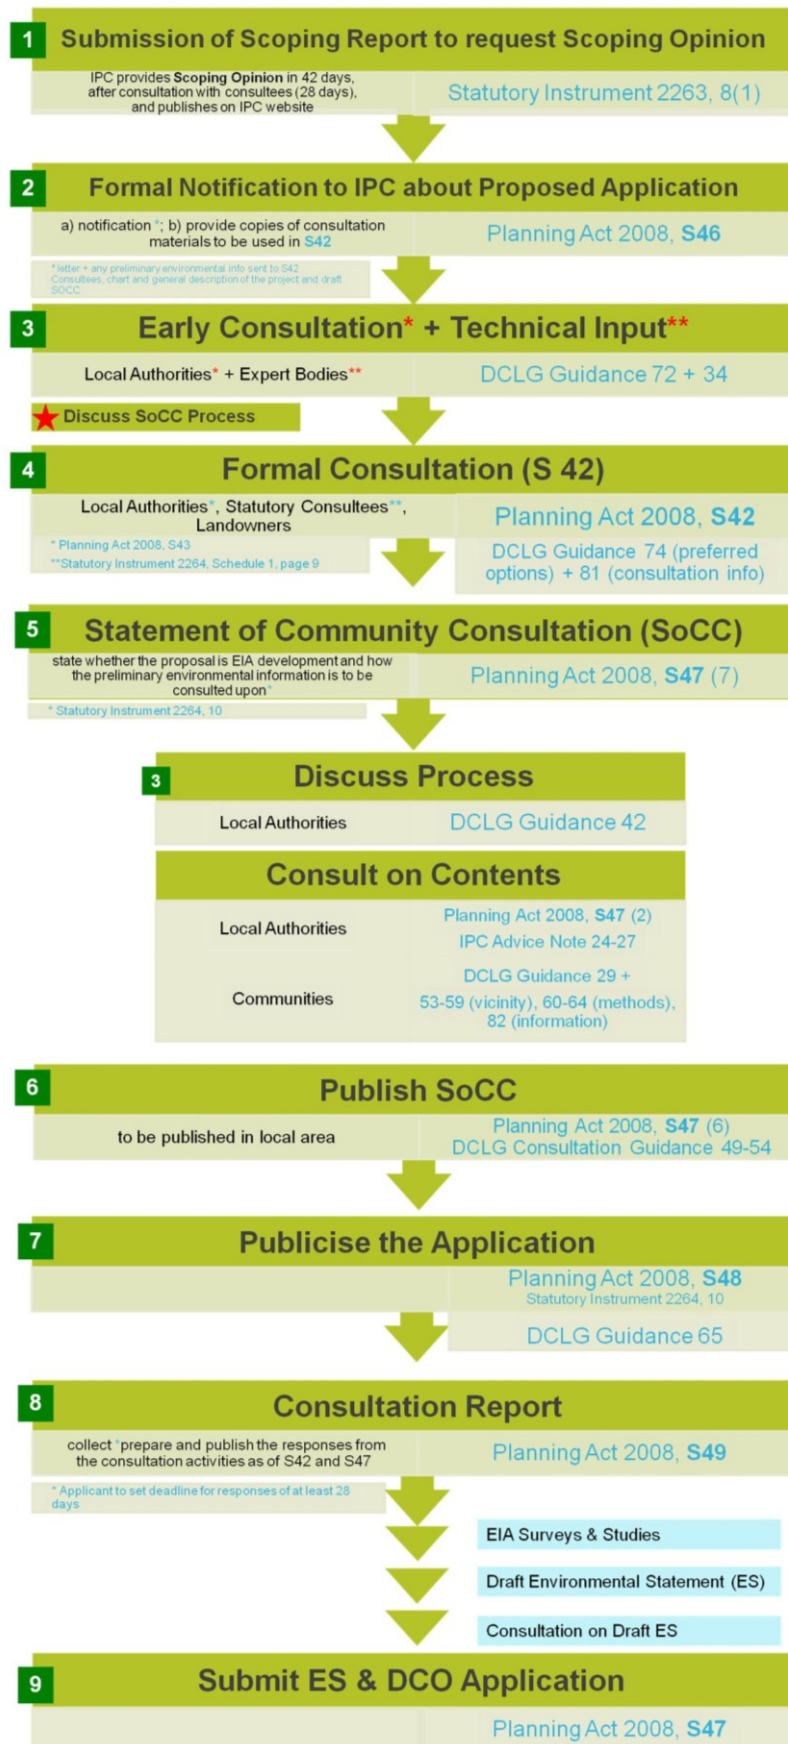 1
Submission of Scoping Report to request Scoping Opinion
IPC provides Scoping Opinion in 42 days,
after consultation with consultees (28 days),
and publishes on IPC website
Statutory Instrument 2263, 8(1)
2
Formal Notification to IPC about Proposed Application
a) notification *; b) provide copies of consultation
materials to be used in S42
Planning Act 2008, S46
* letter + any preliminary environmental info sent to S42
Consultees, chart and general description of the project and draft
SOCC
3
Early Consultation* + Technical Input**
Local Authorities* + Expert Bodies**
DCLG Guidance 72 + 34
Discuss SoCC Process
4
Formal Consultation (S 42)
Local Authorities*, Statutory Consultees**,
Landowners
Planning Act 2008, S42
* Planning Act 2008, S43
**Statutory Instrument 2264, Schedule 1, page 9
DCLG Guidance 74 (preferred
options) + 81 (consultation info)
5
Statement of Community Consultation (SoCC)
state whether the proposal is EIA development and how
the preliminary environmental information is to be
consulted upon*
Planning Act 2008, S47 (7)
* Statutory Instrument 2264, 10
3
Discuss Process
Local Authorities
DCLG Guidance 42
Consult on Contents
Local Authorities
Planning Act 2008, S47 (2)
IPC Advice Note 24-27
Communities
DCLG Guidance 29 +
53-59 (vicinity), 60-64 (methods),
82 (information)
6
Publish SoCC
to be published in local area
Planning Act 2008, S47 (6)
DCLG Consultation Guidance 49-54
7
Publicise the Application
Planning Act 2008, S48
Statutory Instrument 2264, 10
DCLG Guidance 65
8
Consultation Report
collect *prepare and publish the responses from
the consultation activities as of S42 and S47
Planning Act 2008, S49
* Applicant to set deadline for responses of at least 28
days
EIA Surveys & Studies
Draft Environmental Statement (ES)
Consultation on Draft ES
9
Submit ES & DCO Application
Planning Act 2008, S47